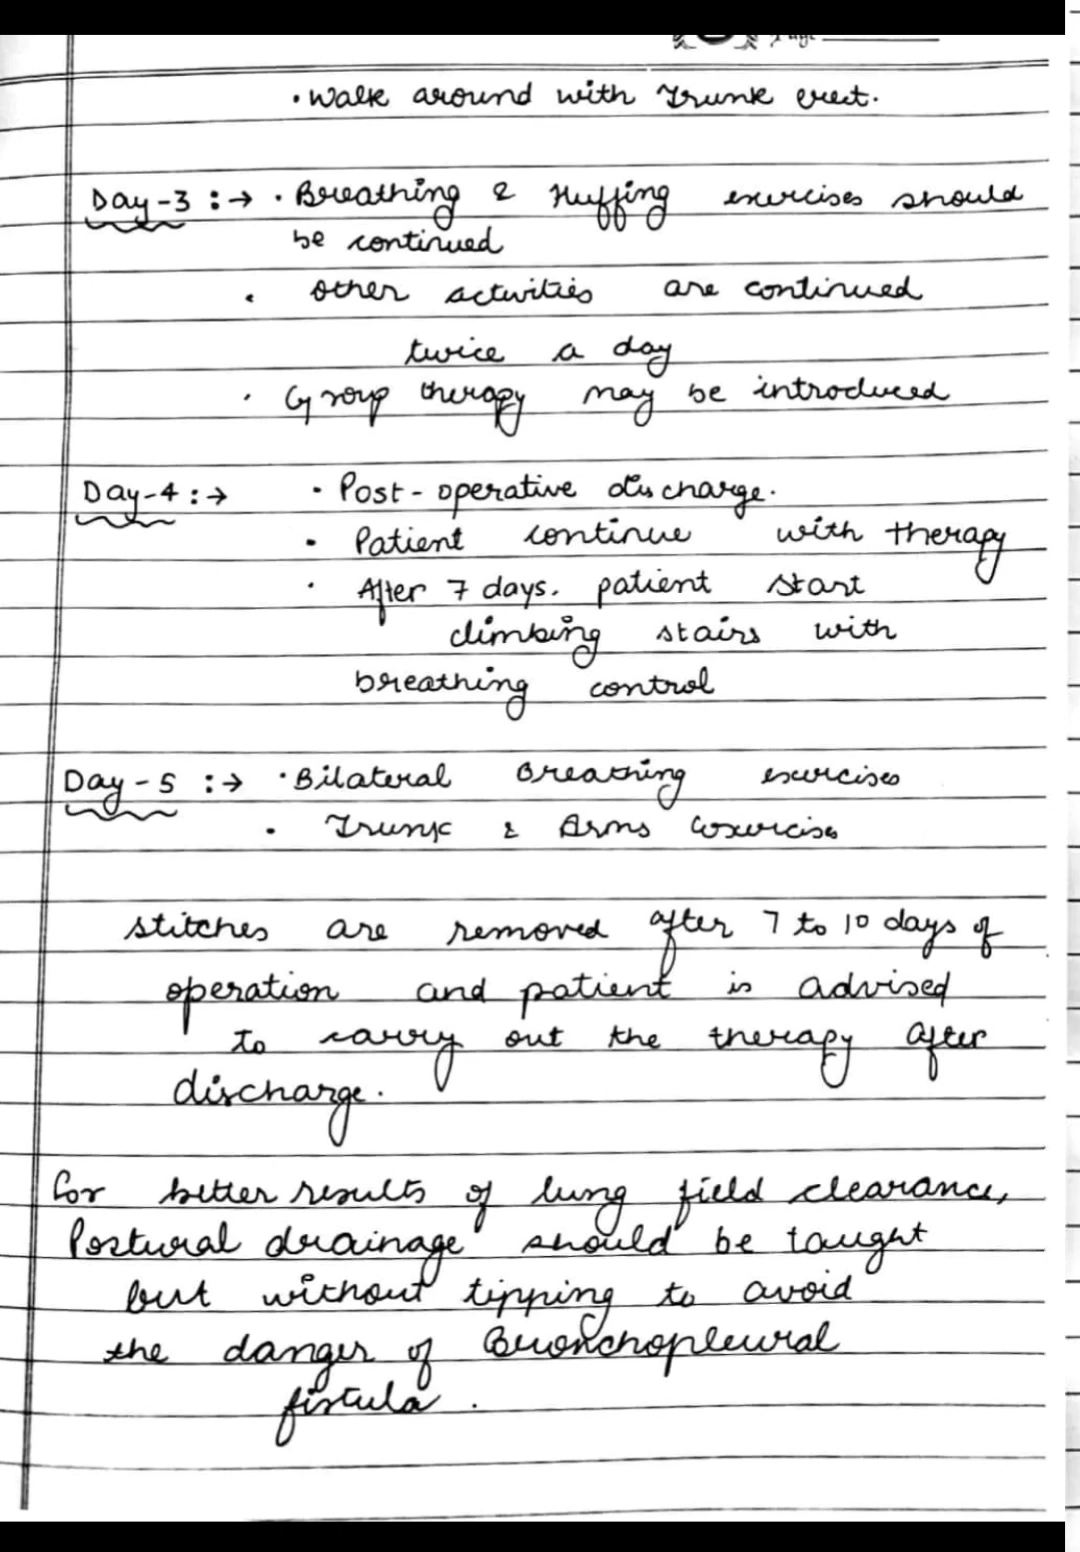 Page
• Walk around with Trunk erect.
Day-3 :→ • Breathing & Huffing exercises should
be continued
• other activities are continued
twice a day
• Group therapy may be introduced
Day-4 :→ • Post-operative discharge.
• Patient continue with therapy
• After 7 days. patient start
climbing stairs with
breathing control
Day-5 :→ • Bilateral Breathing exercises
• Trunk & Arms Exercises
stitches are removed after 7 to 10 days of
operation and patient is advised
to carry out the therapy after
discharge.
for better results of lung field clearance,
Postural drainage should be taught
but without tipping to avoid
the danger of Bronchopleural
fistula.